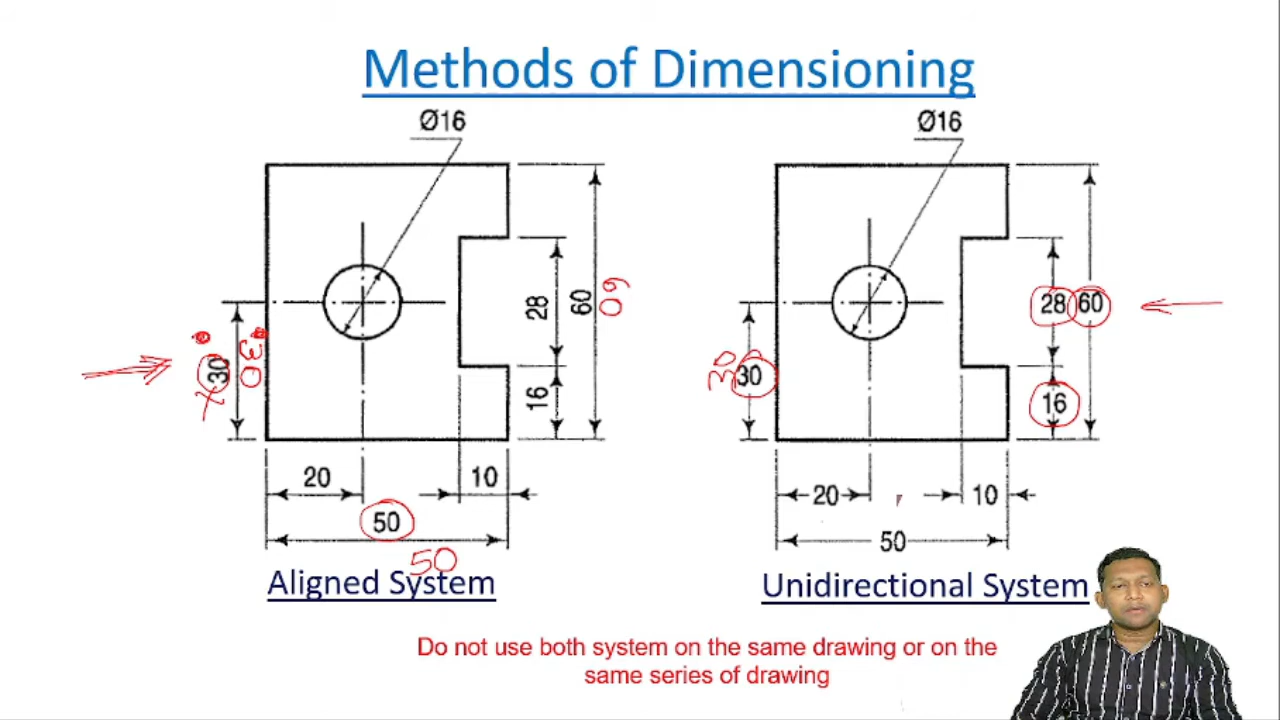 Methods of Dimensioning
Ø16
Ø16
60
28
60
28
60
30
30
30
30
16
16
20
10
20
10
50
50
50
Aligned System
Unidirectional System
Do not use both system on the same drawing or on the
same series of drawing